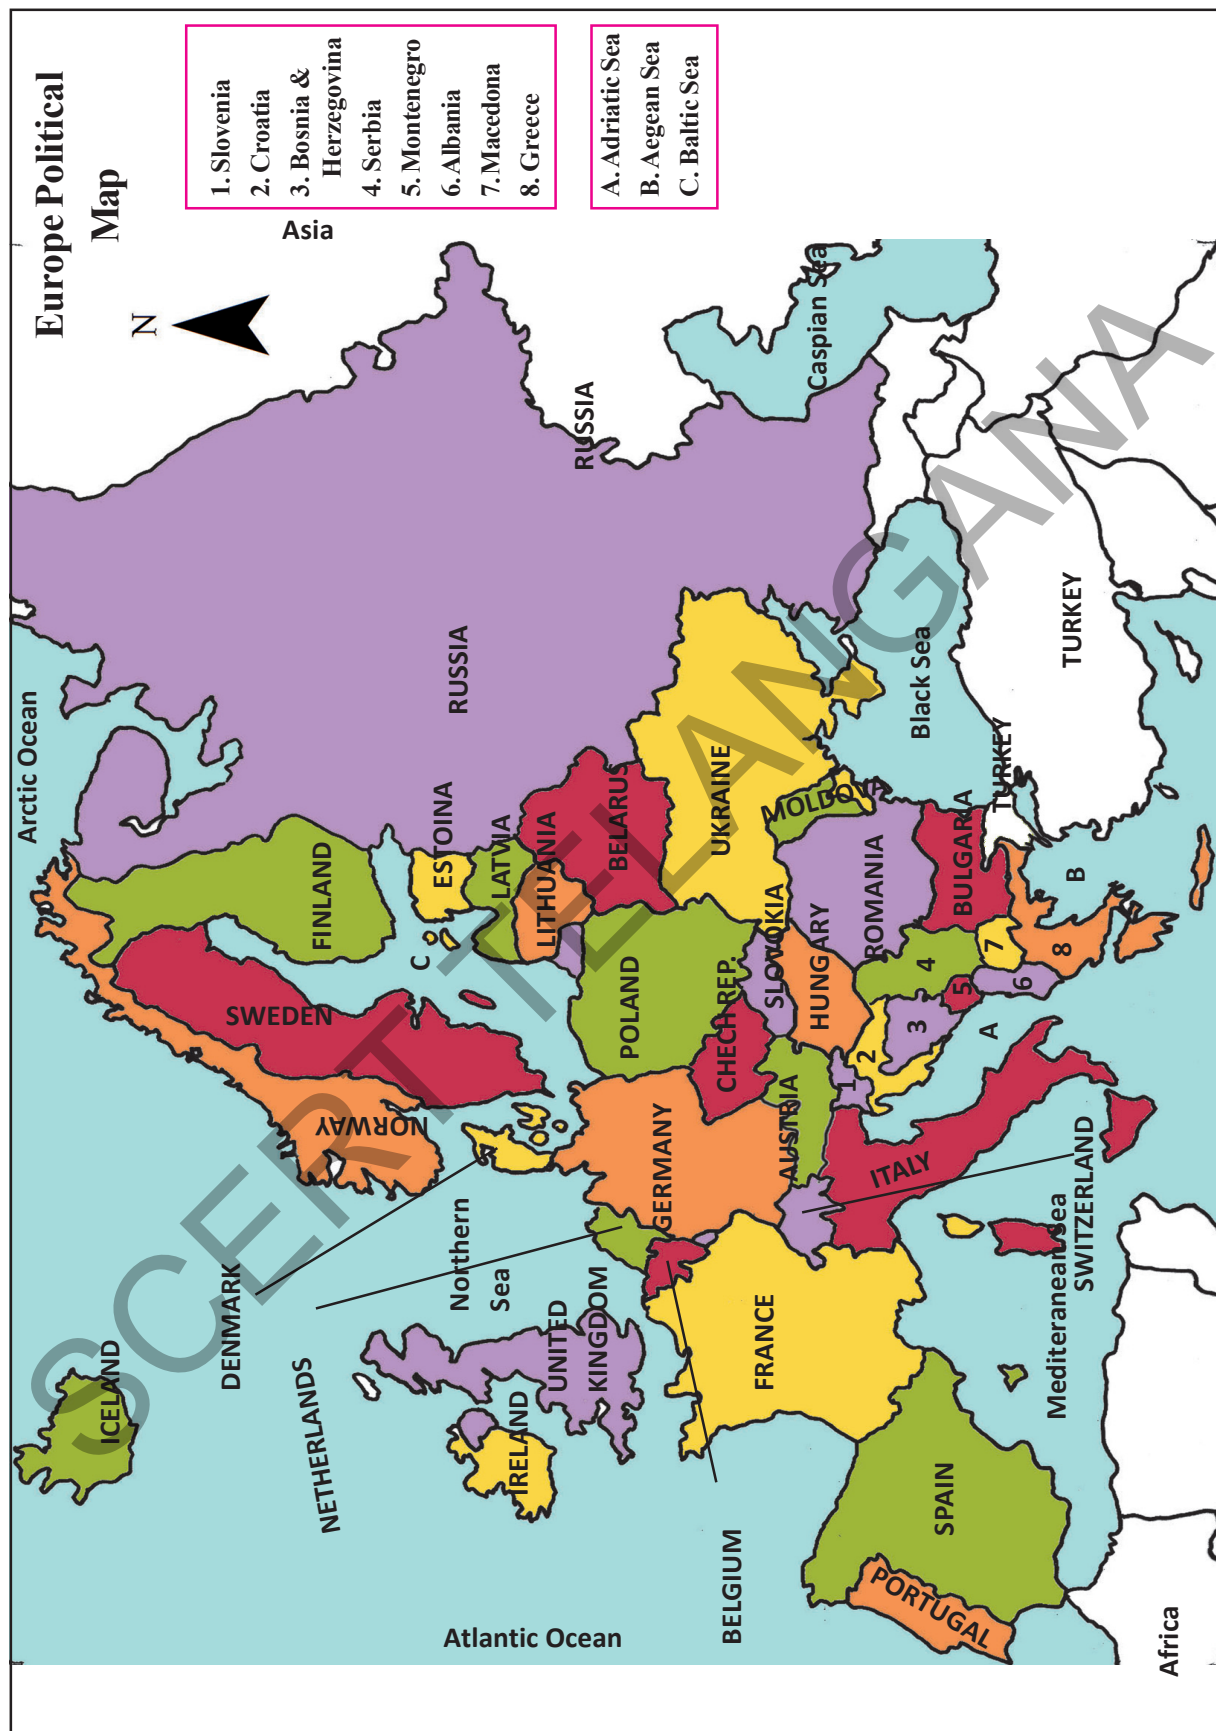 Europe Political
Map
N
1. Slovenia
2. Croatia
3. Bosnia &
Herzegovina
4. Serbia
5. Montenegro
6. Albania
7. Macedona
8. Greece
A. Adriatic Sea
B. Aegean Sea
C. Baltic Sea
Asia
Arctic Ocean
ICELAND
NORWAY
SWEDEN
FINLAND
RUSSIA
RUSSIA
DENMARK
NETHERLANDS
Northern
Sea
C
ESTOINA
LATVIA
LITHUANIA
BELARUS
UNITED
KINGDOM
IRELAND
Atlantic Ocean
BELGIUM
GERMANY
POLAND
CHECH REP.
SLOVOKIA
UKRAINE
MOLDOVA
FRANCE
AUSTRIA
HUNGARY
ROMANIA
BULGARIA
Black Sea
Caspian Sea
ITALY
SWITZERLAND
1
2
3
4
5
6
7
8
A
B
TURKEY
TURKEY
SPAIN
PORTUGAL
Mediteranean sea
Africa
SCERT TELANGANA